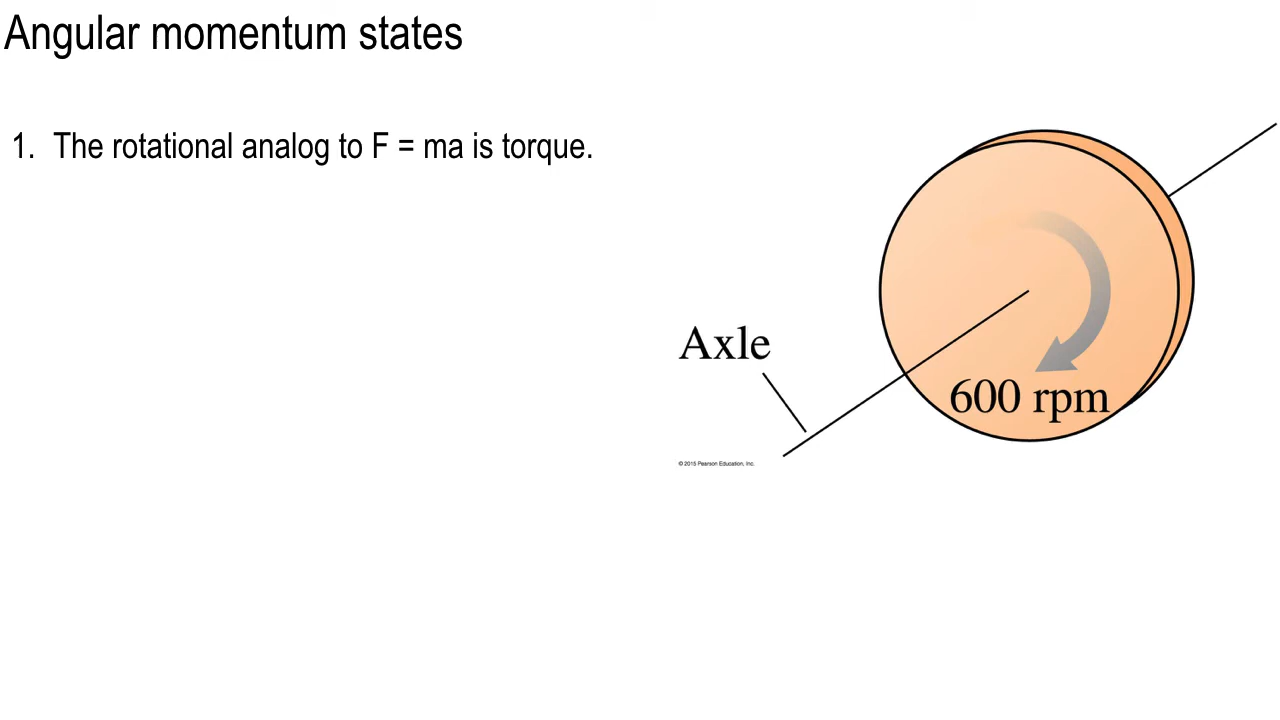 Angular momentum states
1. The rotational analog to F = ma is torque.
Axle
600 rpm
© 2015 Pearson Education, Inc.